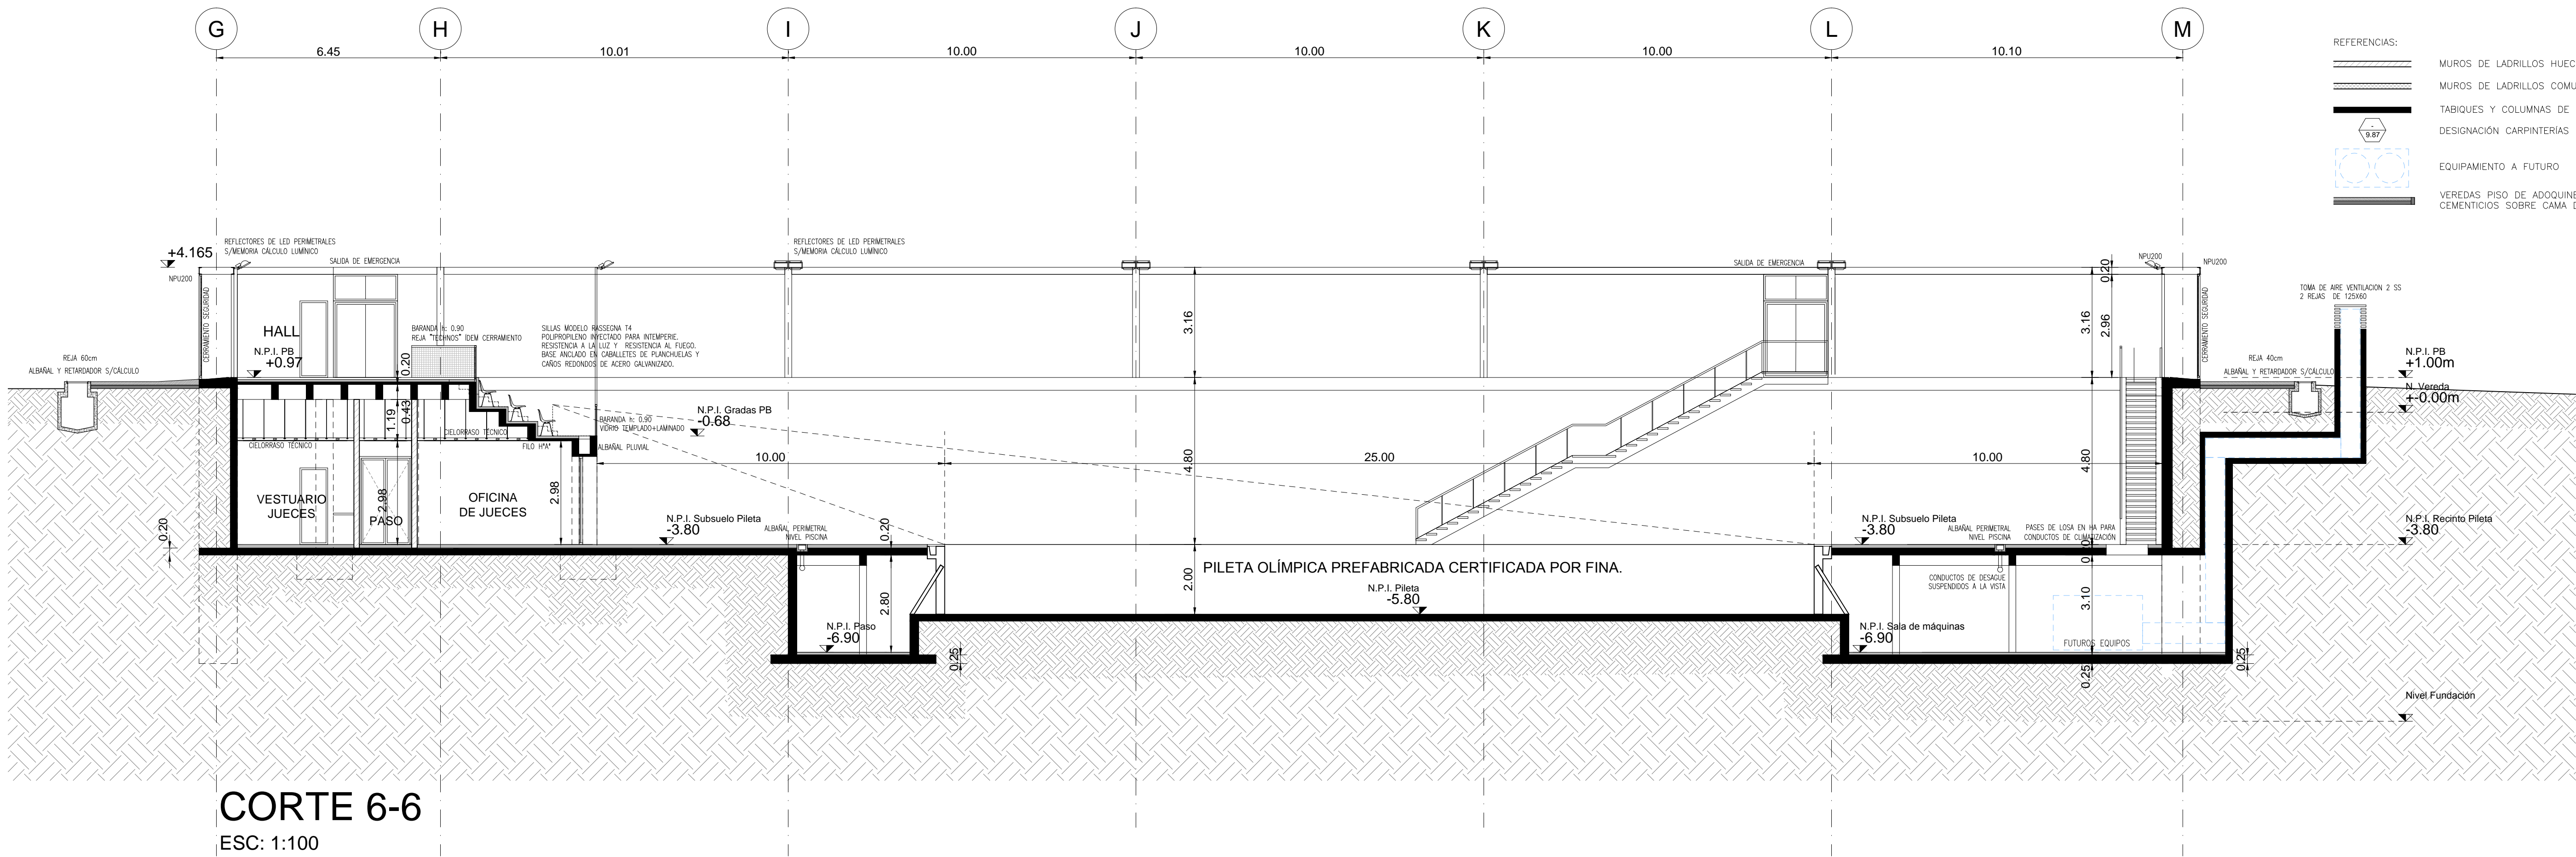 G
H
I
J
K
L
M
6.45
10.01
10.00
10.00
10.00
10.10
REFERENCIAS:
MUROS DE LADRILLOS HUEC
MUROS DE LADRILLOS COMU
TABIQUES Y COLUMNAS DE
-
9.87
DESIGNACIÓN CARPINTERÍAS
EQUIPAMIENTO A FUTURO
VEREDAS PISO DE ADOQUINE
CEMENTICIOS SOBRE CAMA D
+4.165
REFLECTORES DE LED PERIMETRALES
S/MEMORIA CÁLCULO LUMÍNICO
SALIDA DE EMERGENCIA
NPU200
CERRAMIENTO SEGURIDAD
REFLECTORES DE LED PERIMETRALES
S/MEMORIA CÁLCULO LUMÍNICO
SALIDA DE EMERGENCIA
NPU200
NPU200
CERRAMIENTO SEGURIDAD
0.20
3.16
3.16
2.96
TOMA DE AIRE VENTILACION 2 SS
2 REJAS DE 125X60
HALL
N.P.I. PB
+0.97
BARANDA h: 0.90
REJA "TECHNOS" ÍDEM CERRAMIENTO
SILLAS MODELO RASSEGNA T4
POLIPROPILENO INYECTADO PARA INTEMPERIE.
RESISTENCIA A LA LUZ Y RESISTENCIA AL FUEGO.
BASE ANCLADO EN CABALLETES DE PLANCHUELAS Y
CAÑOS REDONDOS DE ACERO GALVANIZADO.
REJA 60cm
ALBAÑAL Y RETARDADOR S/CÁLCULO
REJA 40cm
ALBAÑAL Y RETARDADOR S/CÁLCULO
N.P.I. PB
+1.00m
N. Vereda
+-0.00m
0.20
0.43
1.19
CIELORRASO TÉCNICO
CIELORRASO TÉCNICO
FILO HºAº
N.P.I. Gradas PB
-0.68
BARANDA h: 0.90
VIDRIO TEMPLADO+LAMINADO
ALBAÑAL PLUVIAL
10.00
25.00
10.00
4.80
4.80
VESTUARIO
JUECES
2.98
PASO
OFICINA
DE JUECES
2.98
0.20
N.P.I. Subsuelo Pileta
-3.80
ALBAÑAL PERIMETRAL
NIVEL PISCINA
0.20
N.P.I. Subsuelo Pileta
-3.80
ALBAÑAL PERIMETRAL
NIVEL PISCINA
PASES DE LOSA EN HA PARA
CONDUCTOS DE CLIMATIZACIÓN
N.P.I. Recinto Pileta
-3.80
0.20
2.00
PILETA OLÍMPICA PREFABRICADA CERTIFICADA POR FINA.
N.P.I. Pileta
-5.80
CONDUCTOS DE DESAGUE
SUSPENDIDOS A LA VISTA
2.80
3.10
N.P.I. Paso
-6.90
N.P.I. Sala de máquinas
-6.90
FUTUROS EQUIPOS
0.25
0.25
0.25
Nivel Fundación
CORTE 6-6
ESC: 1:100